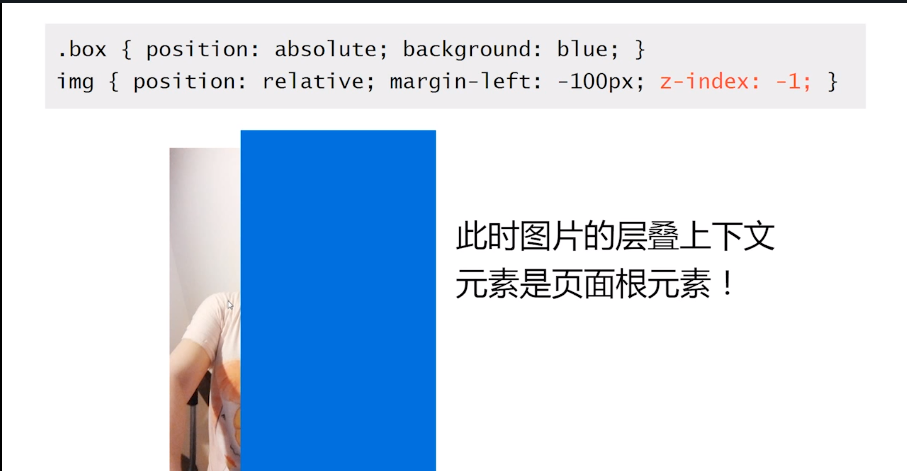 .box { position: absolute; background: blue; }
img { position: relative; margin-left: -100px; z-index: -1; }
此时图片的层叠上下文
元素是页面根元素！